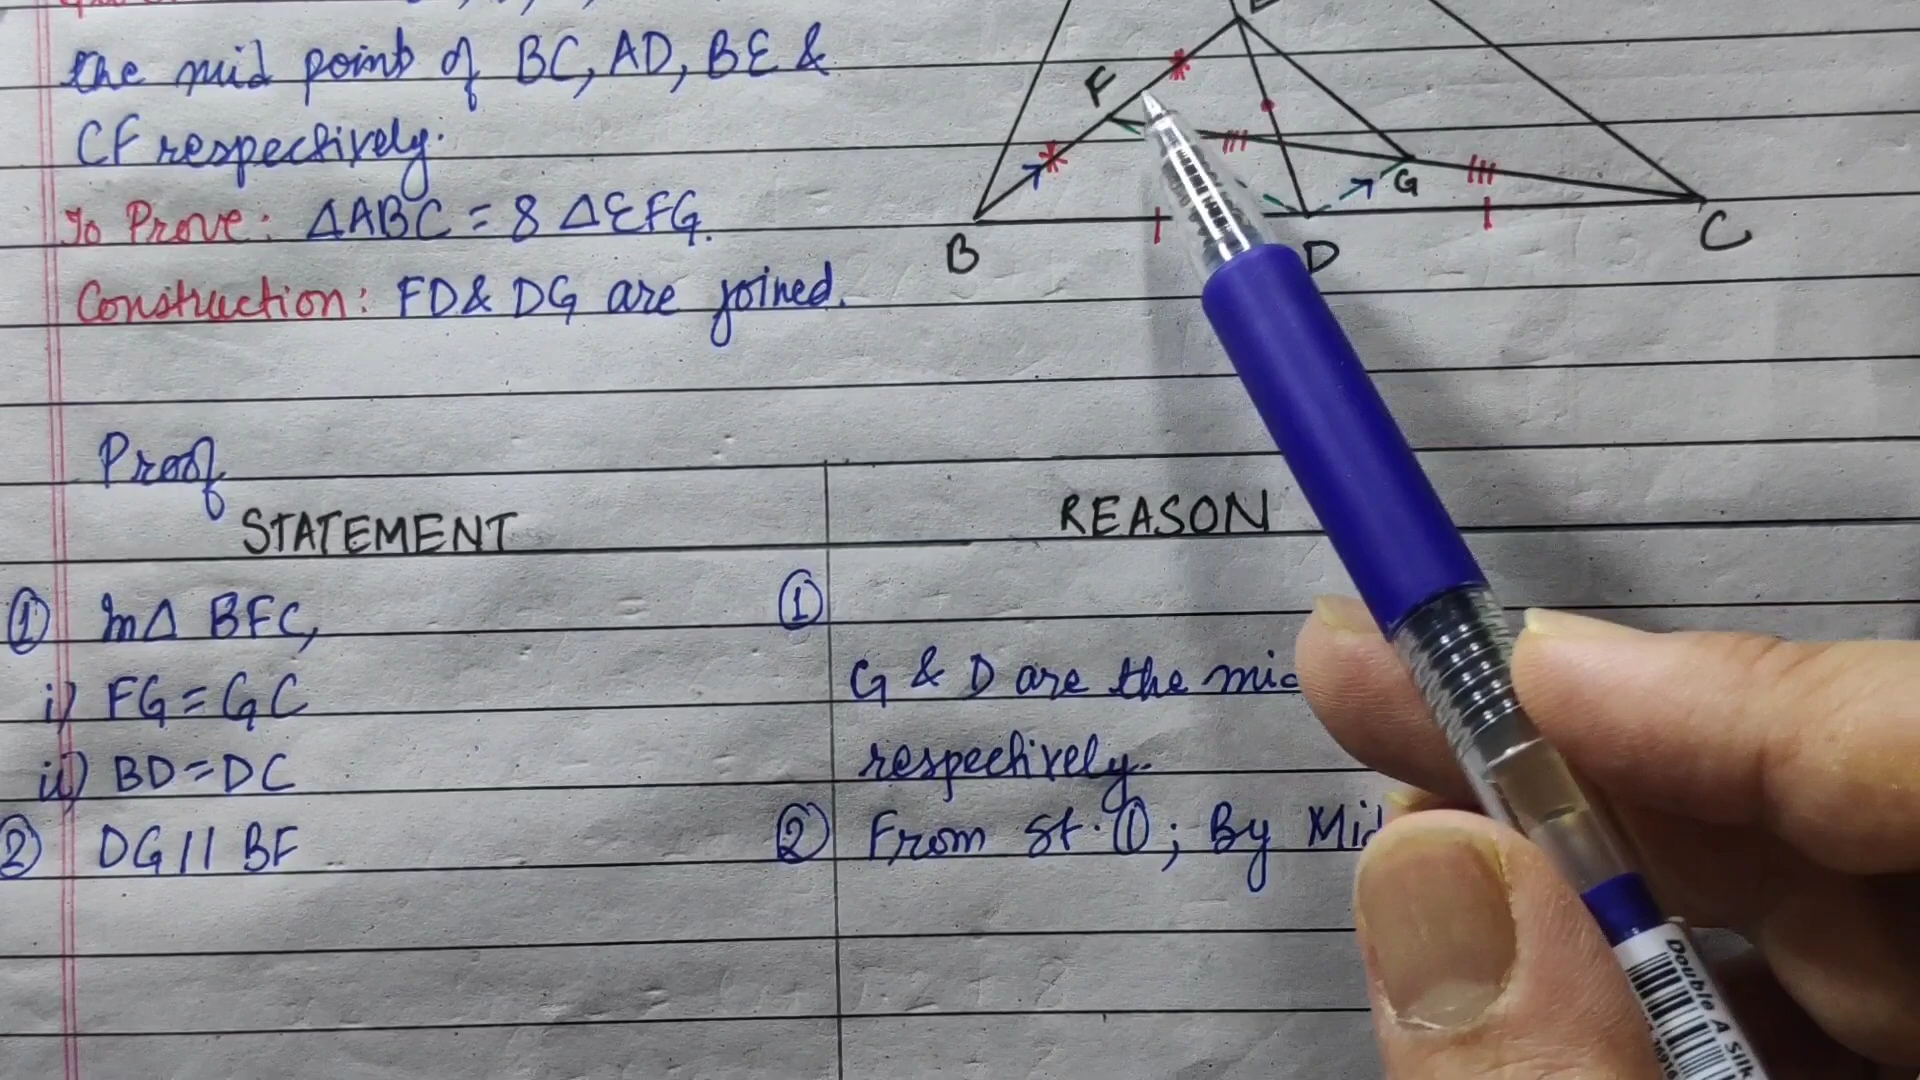 the mid point of BC, AD, BE &
CF respectively.
To Prove: ΔABC = 8 ΔEFG.
Construction: FD & DG are joined.
F
G
B
D
C
Proof
STATEMENT
REASON
① In Δ BFC,
①
i) FG = GC
G & D are the mid
ii) BD = DC
respectively.
② DG // BF
② From St. ①; By Mid
Double A Silk